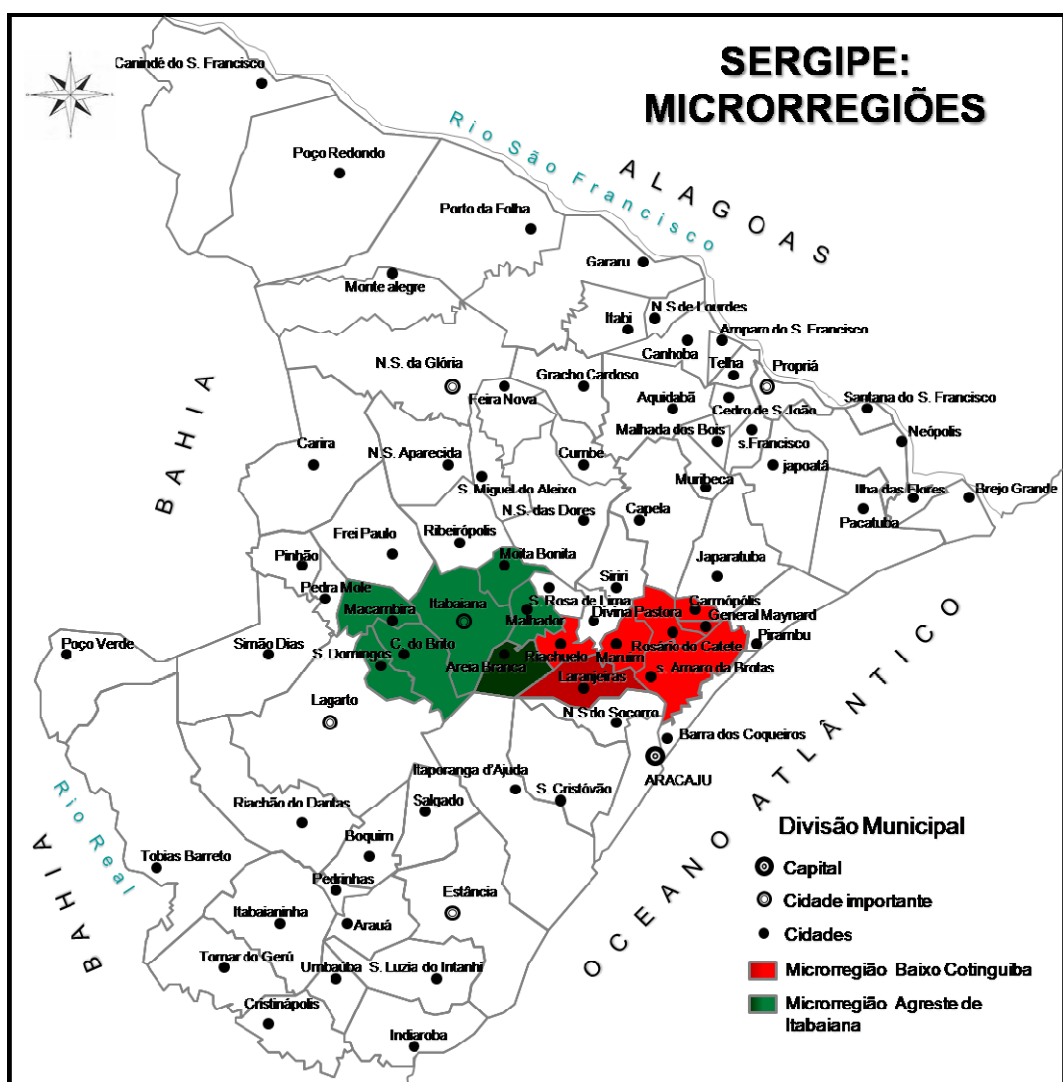 SERGIPE:
MICRORREGIÕES
Canindé do S. Francisco
Rio São Francisco
ALAGOAS
Poço Redondo
Porto da Folha
Gararu
Monte alegre
N.S de Lourdes
Itabi
Amparo do S. Francisco
Canhoba
Telha
Propriá
N.S. da Glória
Gracho Cardoso
Feira Nova
Aquidabã
Cedro de S. João
Santana do S. Francisco
BAHIA
Malhada dos Bois
s.Francisco
Neópolis
Carira
N.S. Aparecida
Cumbe
japoatã
S. Miguel do Aleixo
Muribeca
Ilha das Flores
Brejo Grande
Pacatuba
N.S. das Dores
Capela
Frei Paulo
Ribeirópolis
Pinhão
Moita Bonita
Japaratuba
Siriri
Pedra Mole
Macambira
Itabaiana
S. Rosa de Lima
Malhador
Divina Pastora
Carmópolis
General Maynard
Pirambu
Poço Verde
Simão Dias
S. Domingos
C. do Brito
Areia Branca
Riachuelo
Maruim
Rosário do Catete
s. Amaro da Brotas
Laranjeiras
Lagarto
N.S do Socorro
Barra dos Coqueiros
ARACAJU
OCEANO ATLÂNTICO
Itaporanga d'Ajuda
S. Cristóvão
Riachão do Dantas
Salgado
Rio Real
BAHIA
Boquim
Tobias Barreto
Pedrinhas
Estância
Itabaianinha
Arauá
Tomar do Gerú
Umbaúba
S. Luzia do Intanhi
Cristinápolis
Indiaroba
Divisão Municipal
Capital
Cidade importante
Cidades
Microrregião Baixo Cotinguiba
Microrregião Agreste de
Itabaiana